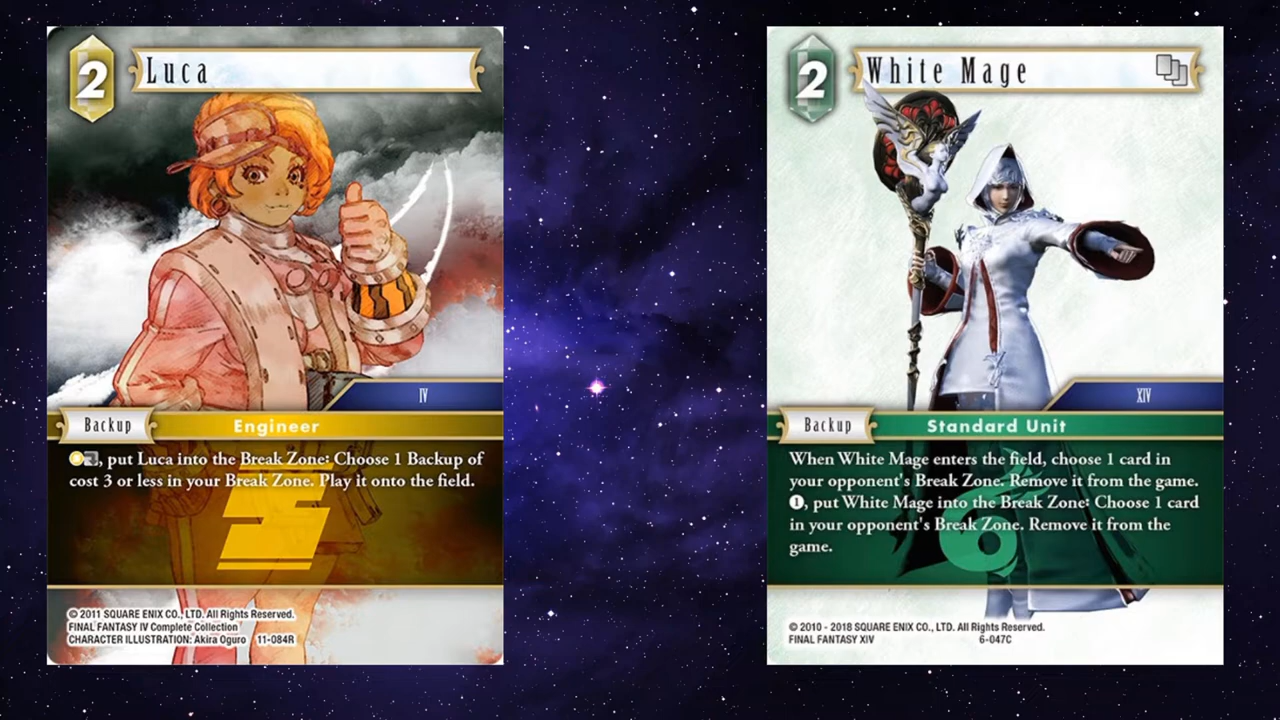 2
Luca
IV
Backup
Engineer
, put Luca into the Break Zone: Choose 1 Backup of
cost 3 or less in your Break Zone. Play it onto the field.
© 2011 SQUARE ENIX CO., LTD. All Rights Reserved.
FINAL FANTASY IV Complete Collection
CHARACTER ILLUSTRATION: Akira Oguro 11-084R
2
White Mage
XIV
Backup
Standard Unit
When White Mage enters the field, choose 1 card in
your opponent's Break Zone. Remove it from the game.
1, put White Mage into the Break Zone: Choose 1 card
in your opponent's Break Zone. Remove it from the
game.
© 2010 - 2018 SQUARE ENIX CO., LTD. All Rights Reserved.
FINAL FANTASY XIV 6-047C